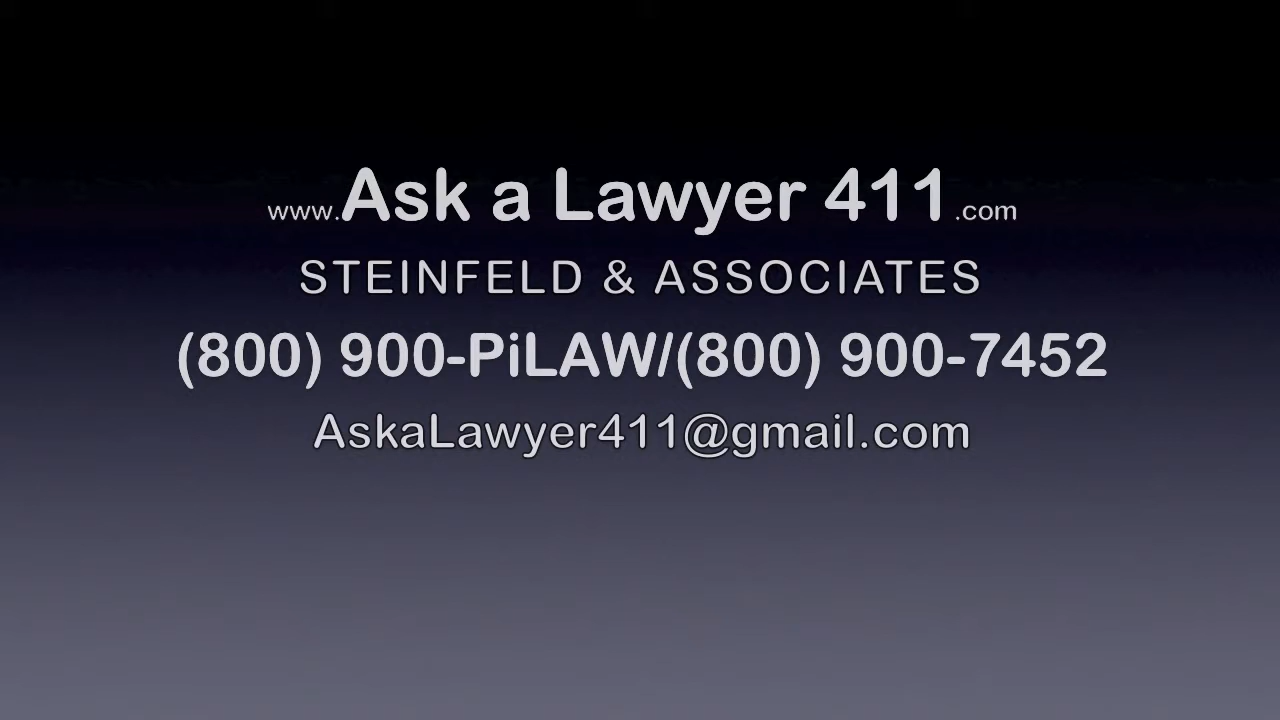 www.Ask a Lawyer 411.com
STEINFELD & ASSOCIATES
(800) 900-PiLAW/(800) 900-7452
AskaLawyer411@gmail.com